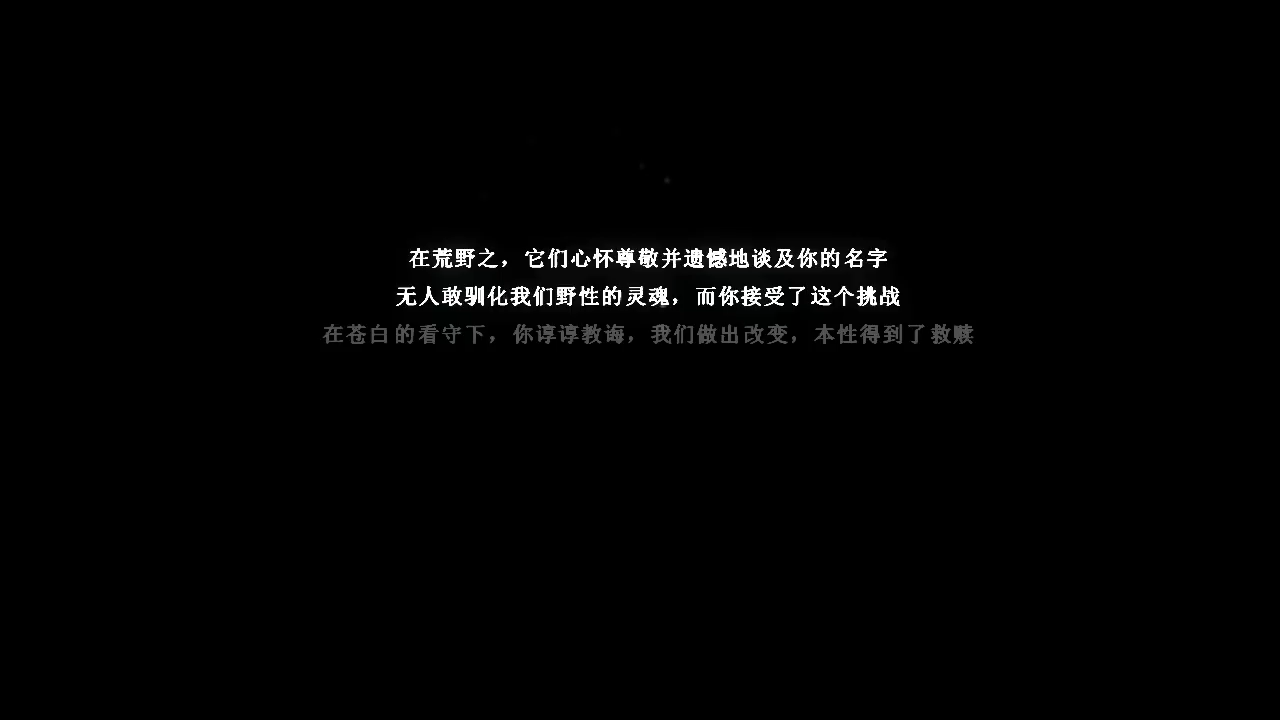 在荒野之，它们心怀尊敬并遗憾地谈及你的名字
无人敢驯化我们野性的灵魂，而你接受了这个挑战
在苍白的看守下，你谆谆教诲，我们做出改变，本性得到了救赎